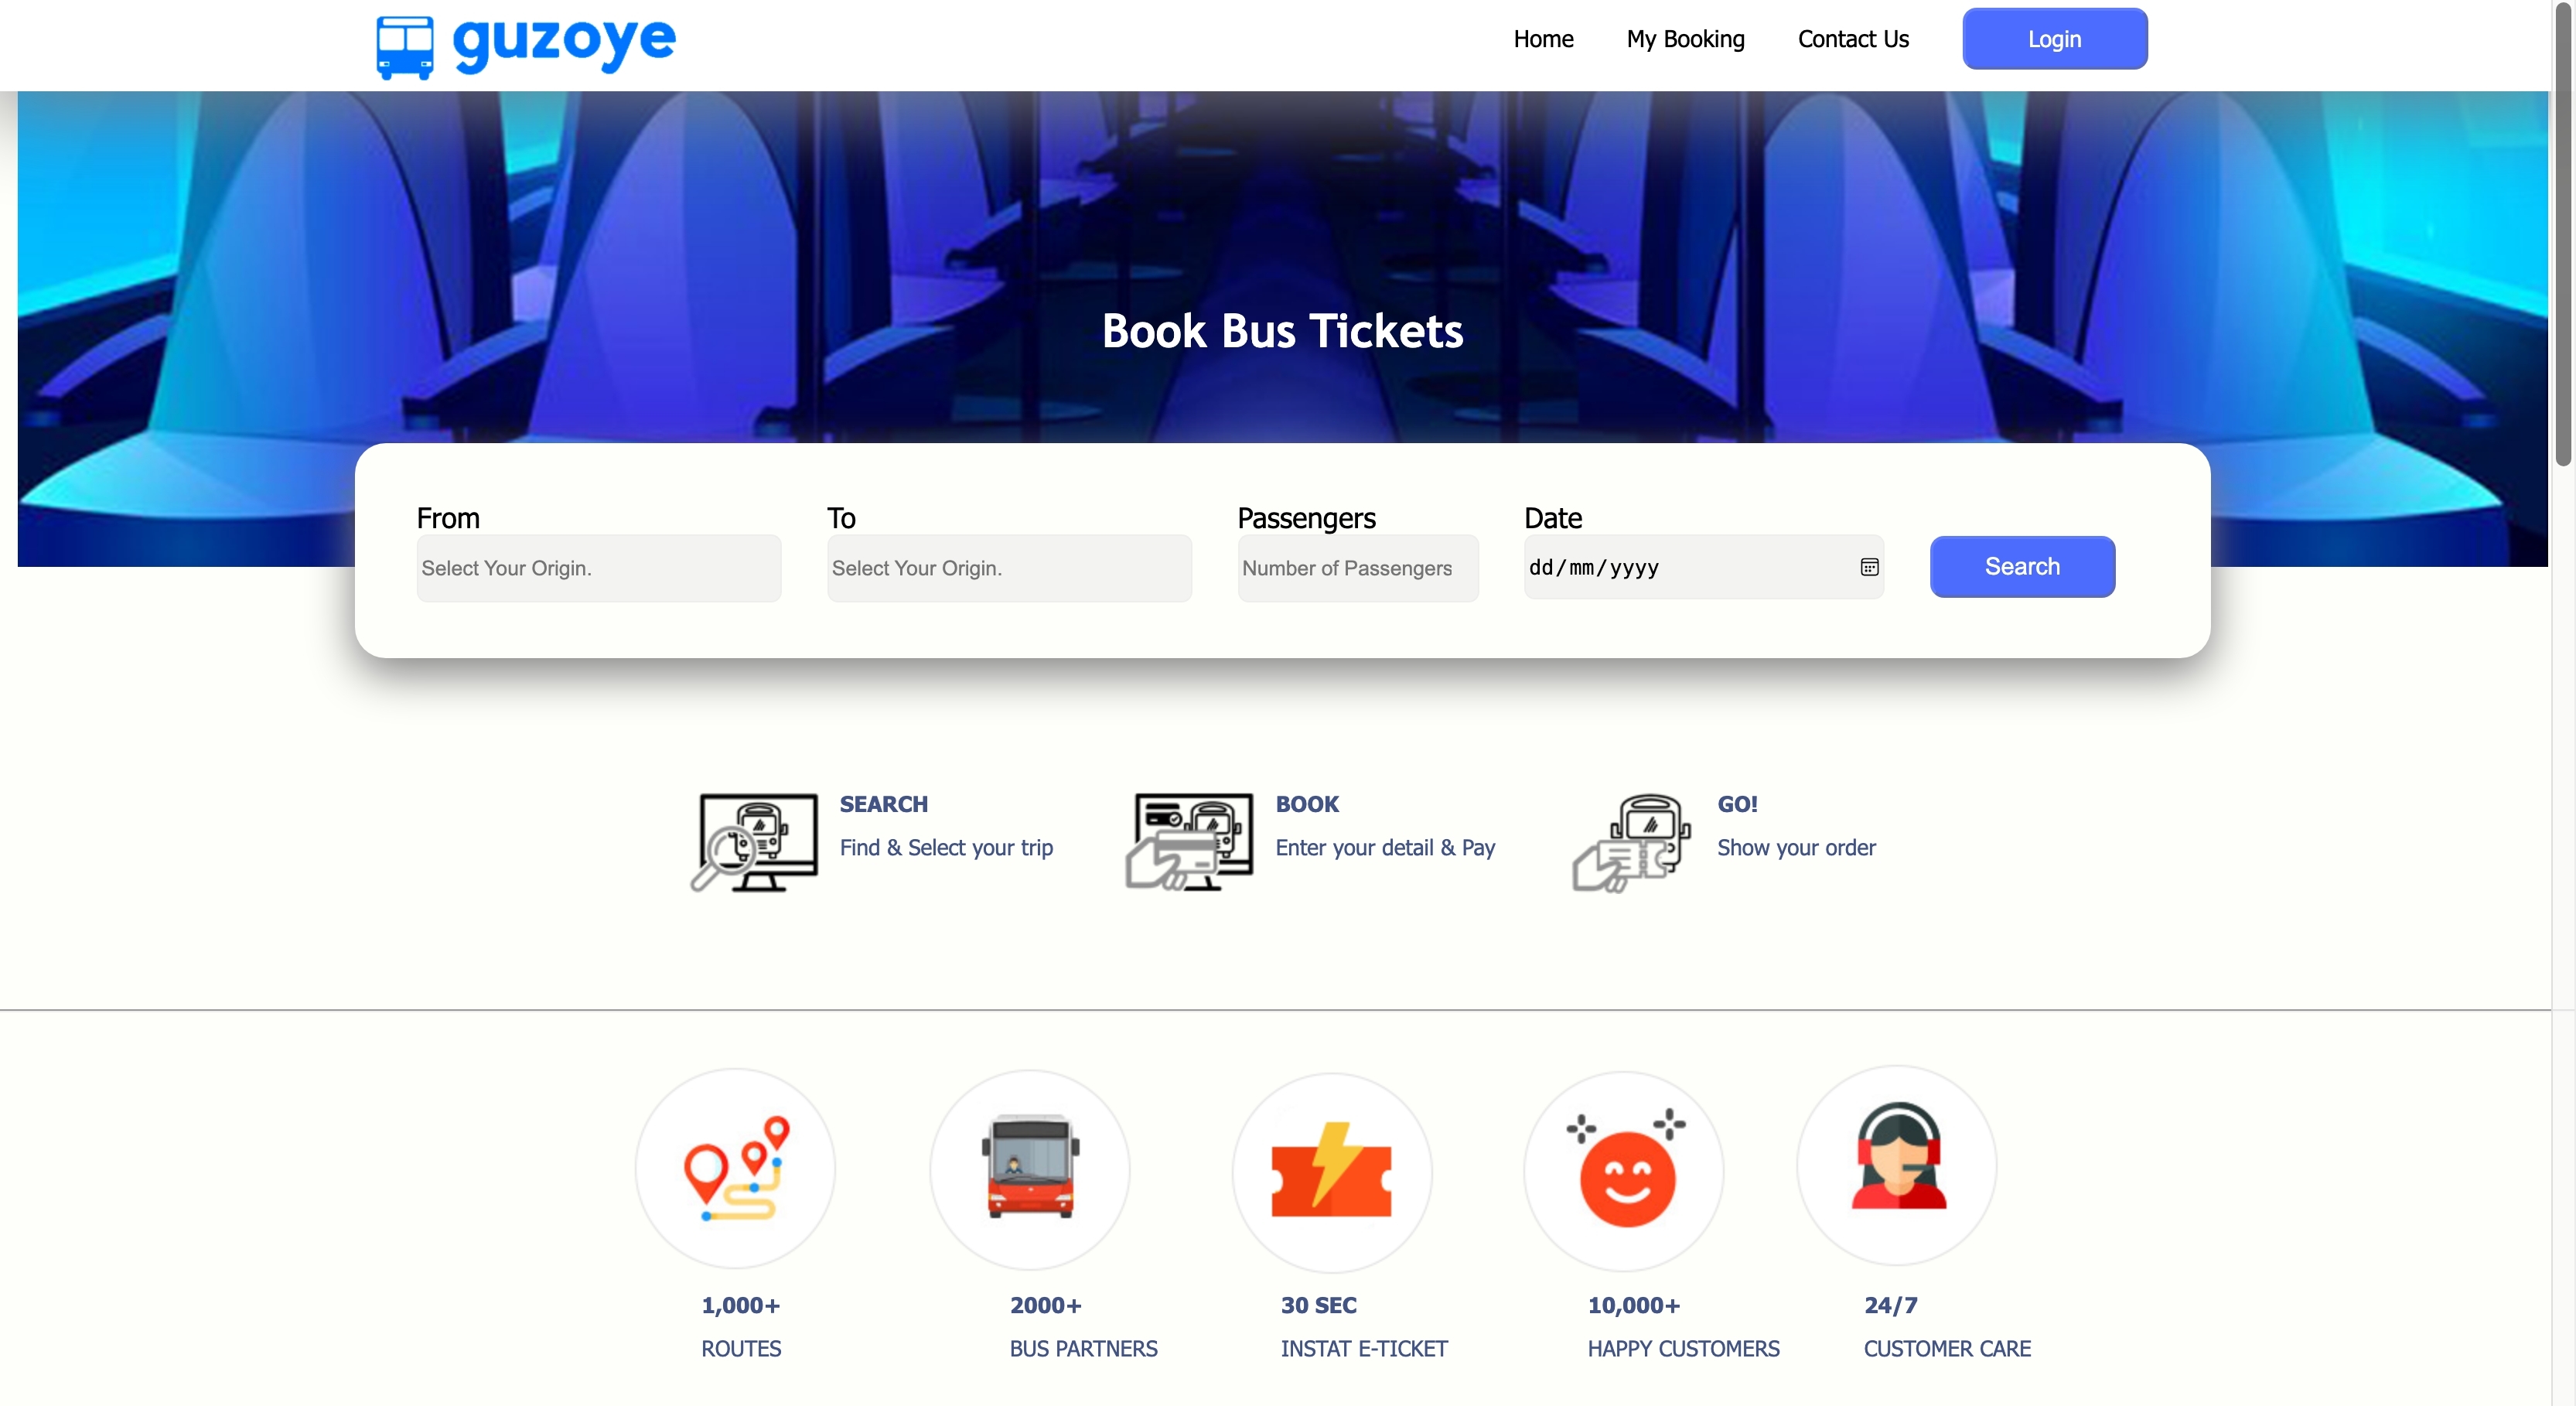 guzoye
Home My Booking Contact Us Login
Book Bus Tickets
From To Passengers Date
Select Your Origin. Select Your Origin. Number of Passengers dd/mm/yyyy Search
SEARCH
Find & Select your trip
BOOK
Enter your detail & Pay
GO!
Show your order
1,000+
ROUTES
2000+
BUS PARTNERS
30 SEC
INSTAT E-TICKET
10,000+
HAPPY CUSTOMERS
24/7
CUSTOMER CARE